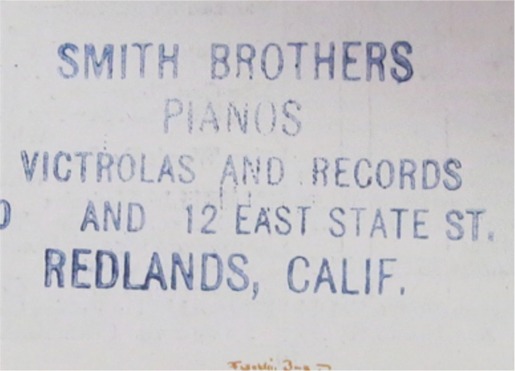 SMITH BROTHERS
PIANOS
VICTROLAS AND RECORDS
AND 12 EAST STATE ST.
REDLANDS, CALIF.